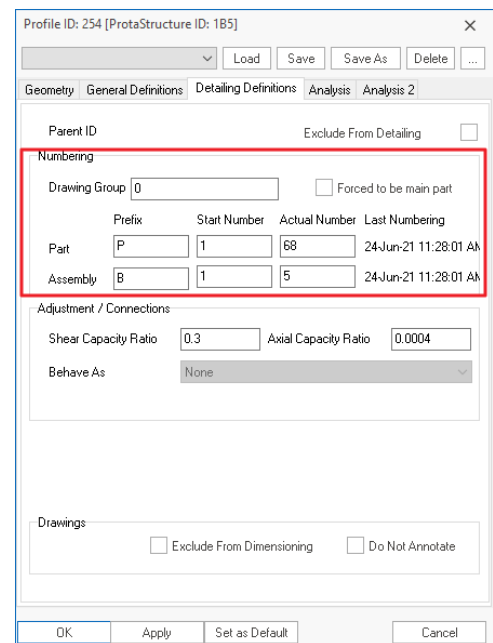 Profile ID: 254 [ProtaStructure ID: 1B5]
Load Save Save As Delete ...
Geometry General Definitions Detailing Definitions Analysis Analysis 2
Parent ID Exclude From Detailing
Numbering
Drawing Group 0 Forced to be main part
Prefix Start Number Actual Number Last Numbering
Part P 1 68 24-Jun-21 11:28:01 AM
Assembly B 1 5 24-Jun-21 11:28:01 AM
Adjustment / Connections
Shear Capacity Ratio 0.3 Axial Capacity Ratio 0.0004
Behave As None
Drawings
Exclude From Dimensioning Do Not Annotate
OK Apply Set as Default Cancel